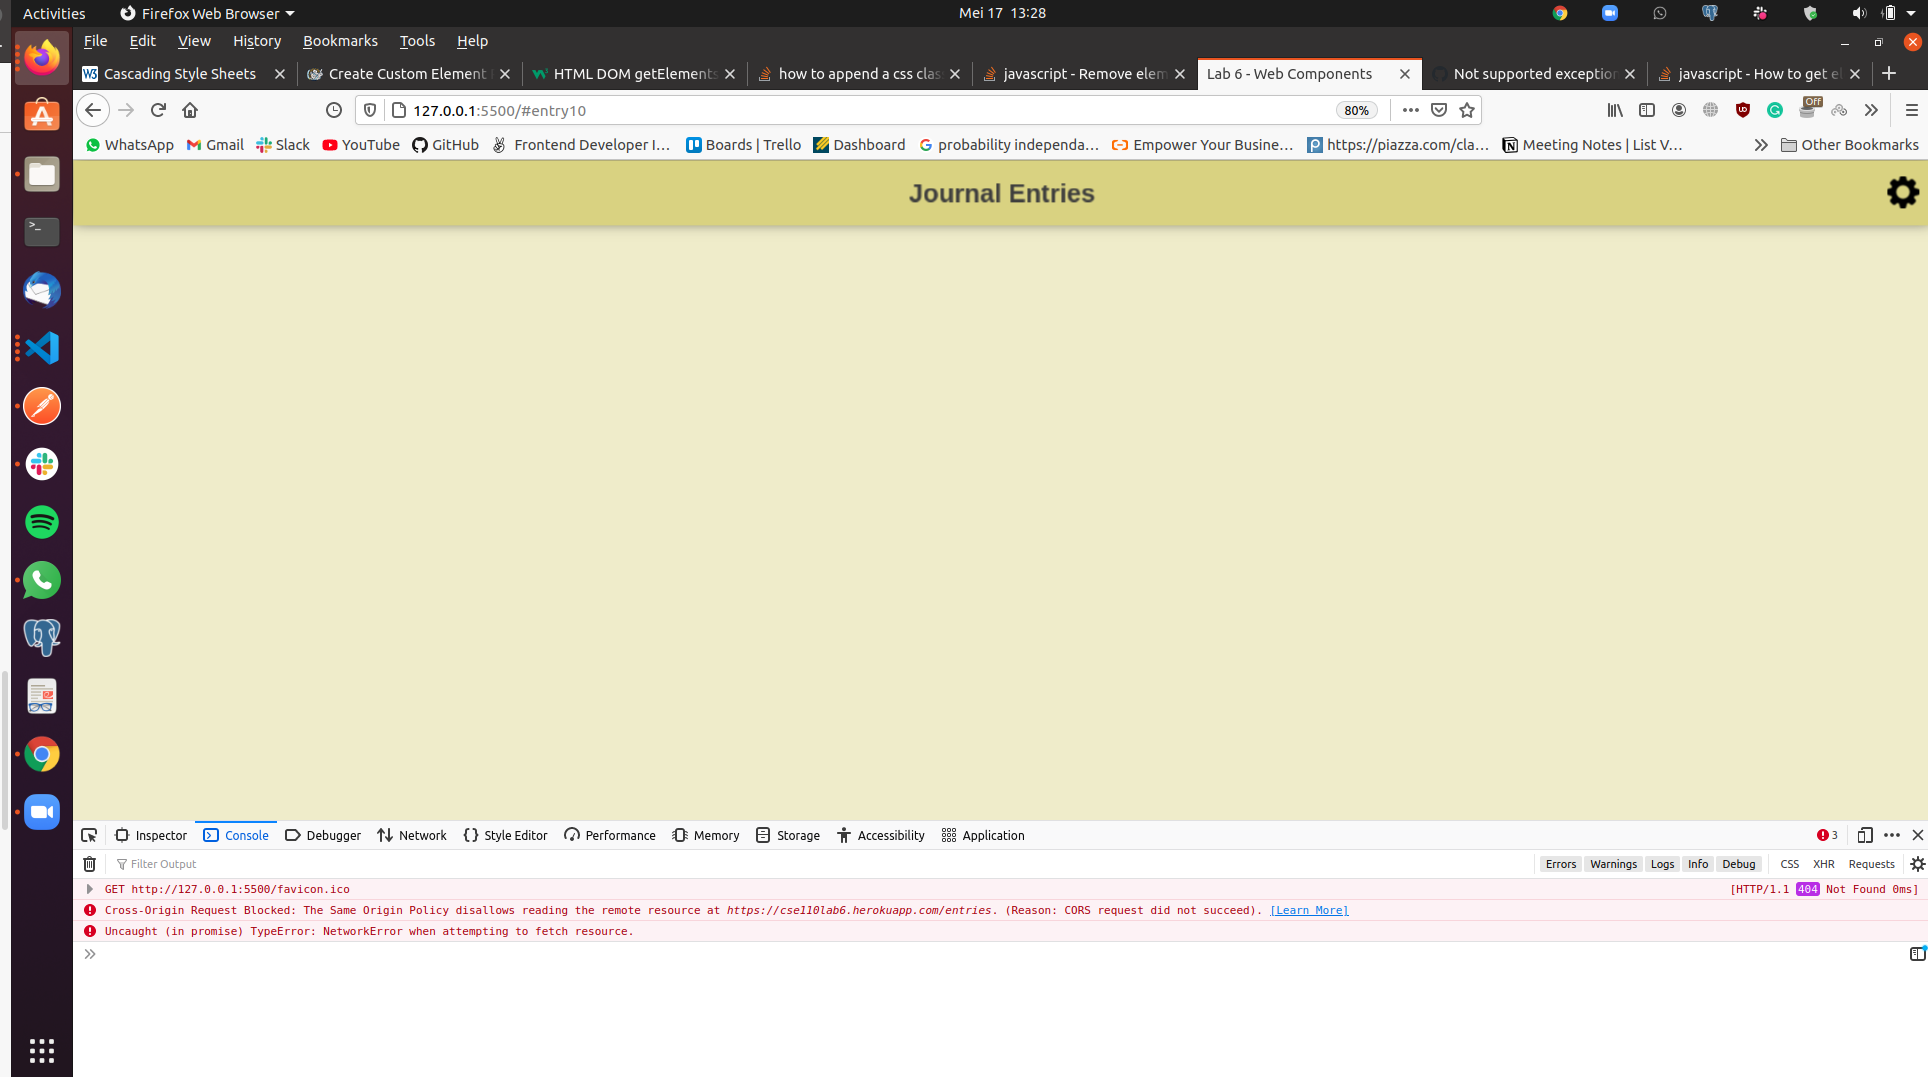 Activities Firefox Web Browser Mei 17 13:28
File Edit View History Bookmarks Tools Help
Cascading Style Sheets Create Custom Element HTML DOM getElements how to append a css clas javascript - Remove elem Lab 6 - Web Components Not supported exception javascript - How to get el
127.0.0.1:5500/#entry10 80% Off
WhatsApp Gmail Slack YouTube GitHub Frontend Developer I… Boards | Trello Dashboard probability independa… Empower Your Busine… https://piazza.com/cla… Meeting Notes | List V… Other Bookmarks
Journal Entries
Inspector Console Debugger Network Style Editor Performance Memory Storage Accessibility Application 3
Filter Output Errors Warnings Logs Info Debug CSS XHR Requests
GET http://127.0.0.1:5500/favicon.ico [HTTP/1.1 404 Not Found 0ms]
Cross-Origin Request Blocked: The Same Origin Policy disallows reading the remote resource at https://cse110lab6.herokuapp.com/entries. (Reason: CORS request did not succeed). [Learn More]
Uncaught (in promise) TypeError: NetworkError when attempting to fetch resource.